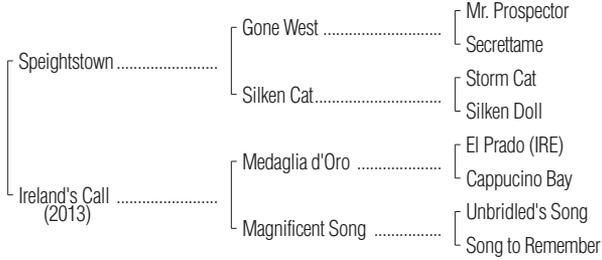 Mr. Prospector
Gone West ........................
Secrettame
Speightstown ....................
Storm Cat
Silken Cat..........................
Silken Doll
El Prado (IRE)
Medaglia d'Oro .................
Cappucino Bay
Ireland's Call ....................
(2013)
Unbridled's Song
Magnificent Song ..............
Song to Remember